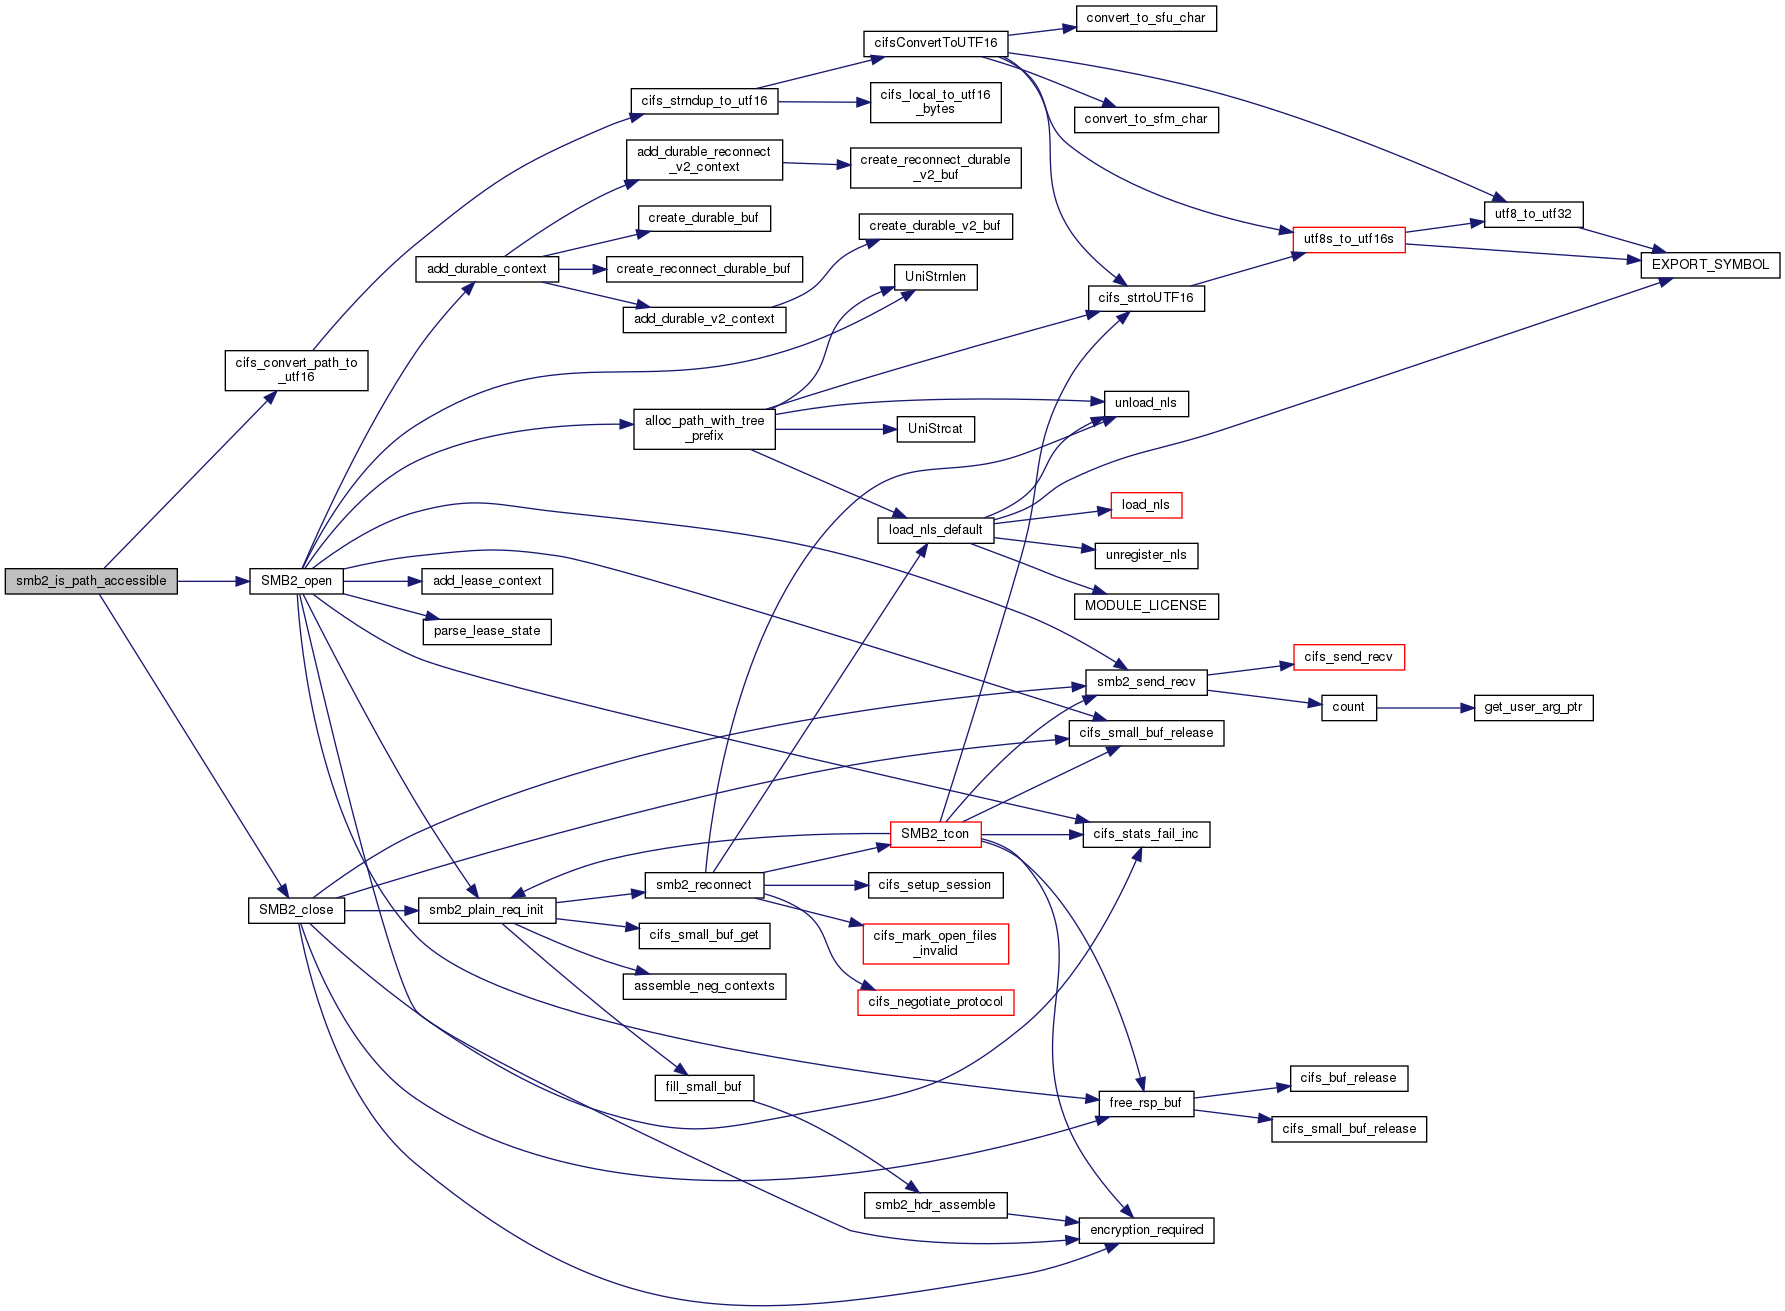 convert_to_sfu_char
cifsConvertToUTF16
cifs_strndup_to_utf16
cifs_local_to_utf16
_bytes
convert_to_sfm_char
add_durable_reconnect
_v2_context
create_reconnect_durable
_v2_buf
create_durable_buf
create_durable_v2_buf
utf8_to_utf32
utf8s_to_utf16s
add_durable_context
create_reconnect_durable_buf
UniStrnlen
EXPORT_SYMBOL
cifs_strtoUTF16
add_durable_v2_context
cifs_convert_path_to
_utf16
unload_nls
alloc_path_with_tree
_prefix
UniStrcat
load_nls
load_nls_default
unregister_nls
smb2_is_path_accessible
SMB2_open
add_lease_context
MODULE_LICENSE
parse_lease_state
cifs_send_recv
smb2_send_recv
count
get_user_arg_ptr
cifs_small_buf_release
SMB2_tcon
cifs_stats_fail_inc
smb2_reconnect
cifs_setup_session
SMB2_close
smb2_plain_req_init
cifs_small_buf_get
cifs_mark_open_files
_invalid
assemble_neg_contexts
cifs_negotiate_protocol
fill_small_buf
cifs_buf_release
free_rsp_buf
cifs_small_buf_release
smb2_hdr_assemble
encryption_required